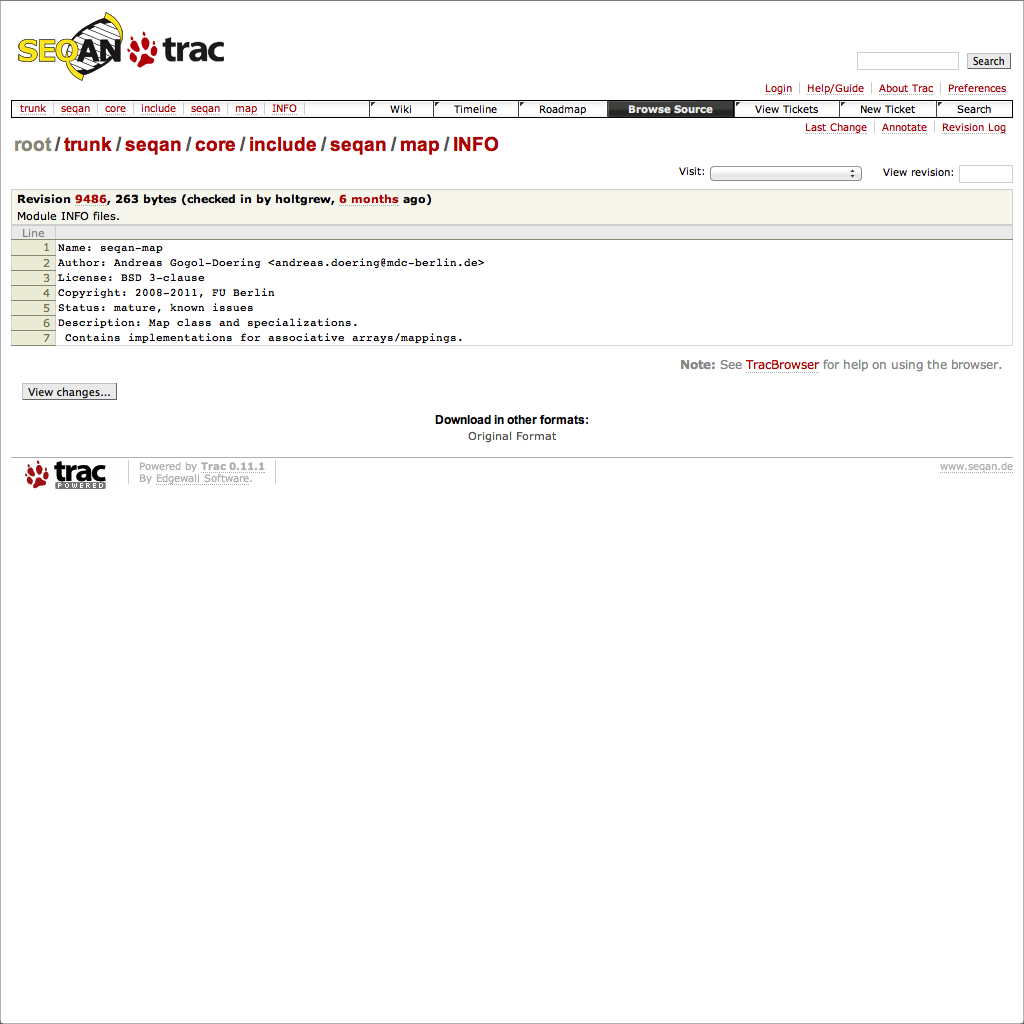 SEQAN trac
Search
Login Help/Guide About Trac Preferences
trunk seqan core include seqan map INFO Wiki Timeline Roadmap Browse Source View Tickets New Ticket Search
Last Change Annotate Revision Log
root/trunk/seqan/core/include/seqan/map/INFO
Visit: View revision:
Revision 9486, 263 bytes (checked in by holtgrew, 6 months ago)
Module INFO files.
Line
1 Name: seqan-map
2 Author: Andreas Gogol-Doering <andreas.doering@mdc-berlin.de>
3 License: BSD 3-clause
4 Copyright: 2008-2011, FU Berlin
5 Status: mature, known issues
6 Description: Map class and specializations.
7 Contains implementations for associative arrays/mappings.
Note: See TracBrowser for help on using the browser.
View changes...
Download in other formats:
Original Format
trac POWERED
Powered by Trac 0.11.1
By Edgewall Software.
www.seqan.de